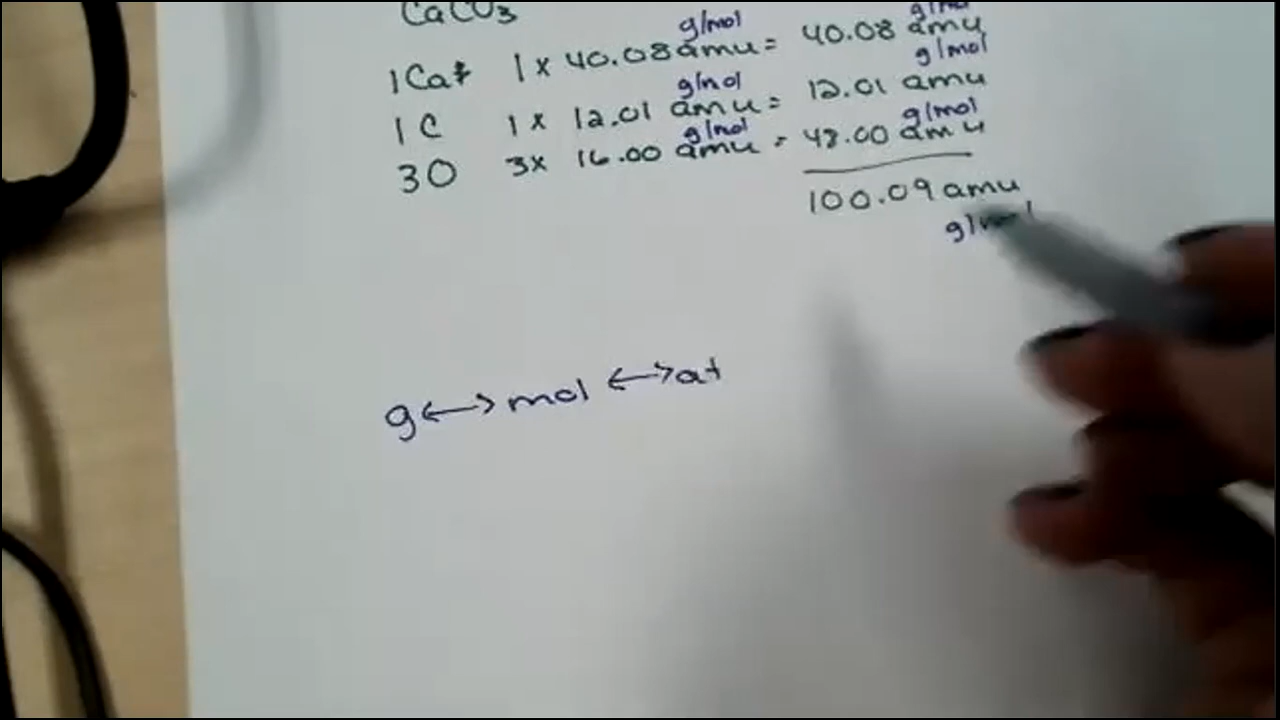 CaCO3
g/mol g/mol
1Ca 1 x 40.08 amu = 40.08 amu
g/mol g/mol
1C 1x 12.01 amu = 12.01 amu
g/mol g/mol
3O 3x 16.00 amu = 48.00 amu
100.09 amu
g/mol
g <-> mol <-> at